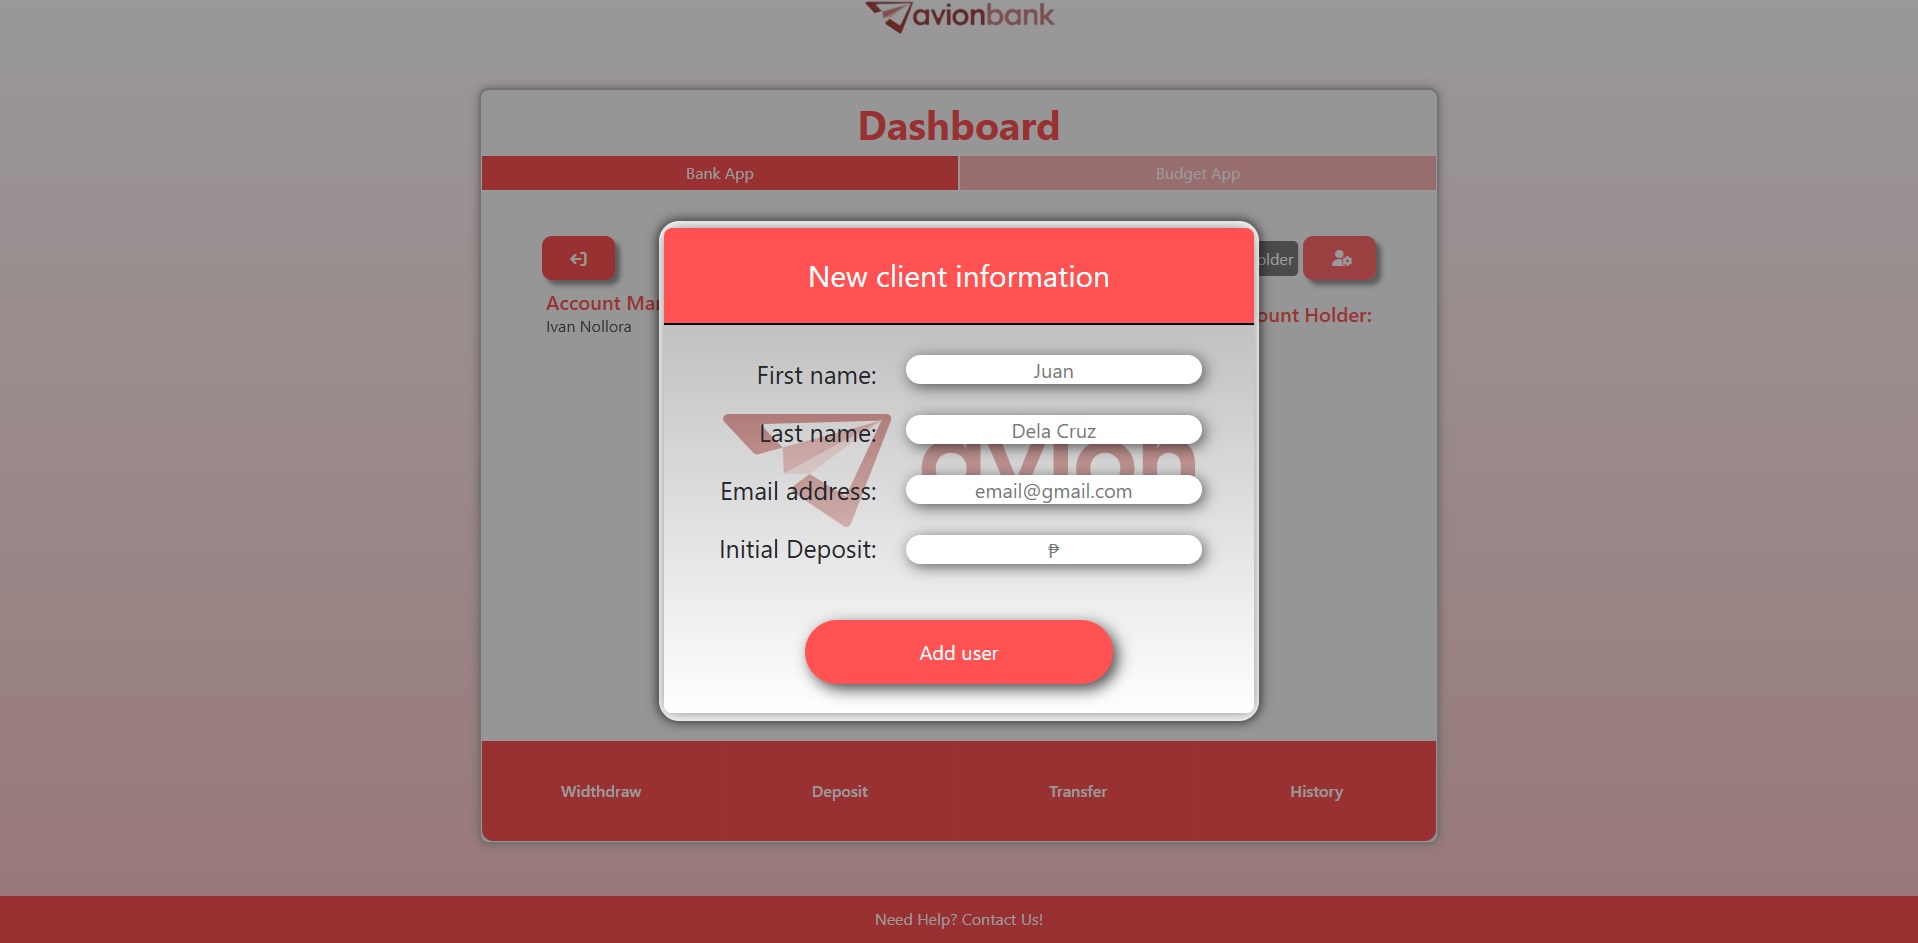 avionbank
Dashboard
Bank App
Budget App
older
Account Mar
Ivan Nollora
ount Holder:
New client information
First name:
Juan
Last name:
Dela Cruz
avion
Email address:
email@gmail.com
Initial Deposit:
₱
Add user
Widthdraw
Deposit
Transfer
History
Need Help? Contact Us!